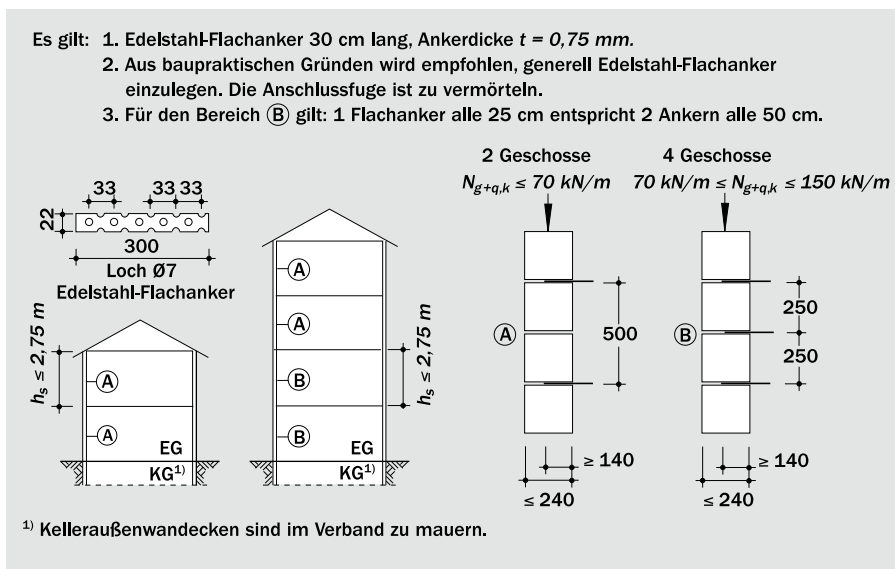 Es gilt: 1. Edelstahl-Flachanker 30 cm lang, Ankerdicke t = 0,75 mm.
2. Aus baupraktischen Gründen wird empfohlen, generell Edelstahl-Flachanker
einzulegen. Die Anschlussfuge ist zu vermörteln.
3. Für den Bereich Ⓑ gilt: 1 Flachanker alle 25 cm entspricht 2 Ankern alle 50 cm.
33 33 33
22
300
Loch Ø7
Edelstahl-Flachanker
hs ≤ 2,75 m
A
A
EG
KG1)
A
A
B
B
EG
KG1)
hs ≤ 2,75 m
2 Geschosse
Ng+q,k ≤ 70 kN/m
A
500
≥ 140
≤ 240
4 Geschosse
70 kN/m ≤ Ng+q,k ≤ 150 kN/m
B
250
250
≥ 140
≤ 240
1) Kelleraußenwandecken sind im Verband zu mauern.